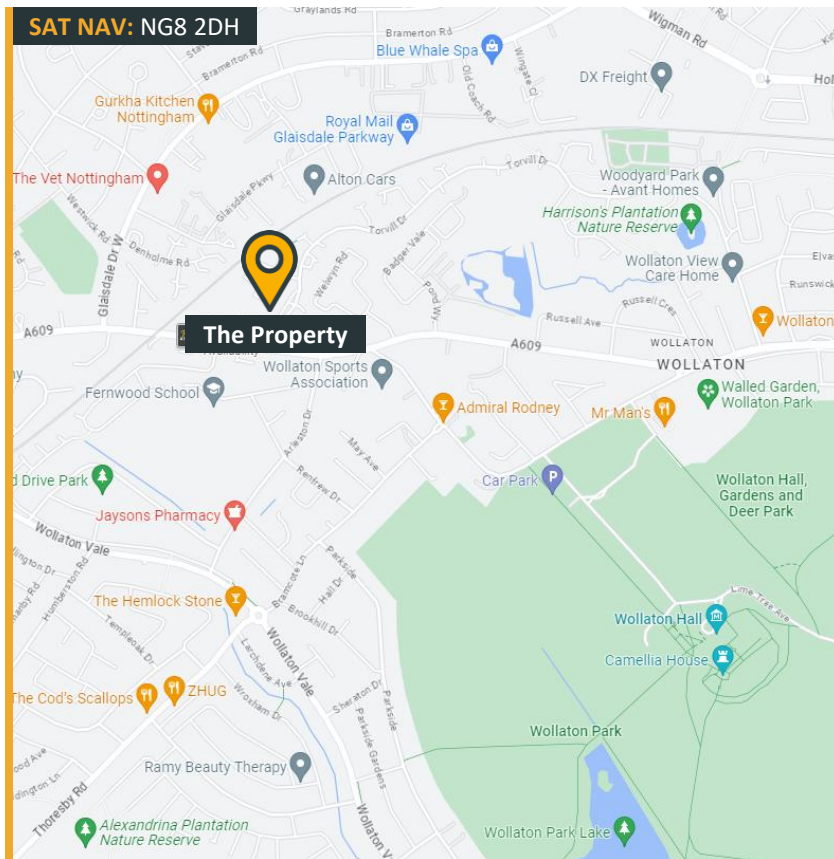 SAT NAV: NG8 2DH
Graylands Rd
Bramerton Rd
Wigman Rd
Blue Whale Spa
Wingate Cl
Old Coach Rd
DX Freight
Bramerton Rd
Gurkha Kitchen
Nottingham
Royal Mail
Glaisdale Parkway
The Vet Nottingham
Glaisdale Pkwy
Alton Cars
Torvill Dr
Woodyard Park
- Avant Homes
Westwick Rd
Denholme Rd
Torvill Dr
Harrison's Plantation
Nature Reserve
Glaisdale Dr W
Welwyn Rd
Badger Vale
Pond Wy
Wollaton View
Care Home
Russell Cres
Runswick
Russell Ave
A609
The Property
A609
WOLLATON
Wollaton
WOLLATON
Wollaton Sports
Association
Fernwood School
Walled Garden,
Wollaton Park
Admiral Rodney
Mr Man's
Arleston Dr
May Ave
Renfrew Dr
d Drive Park
Car Park
P
Wollaton Hall,
Gardens and
Deer Park
Jaysons Pharmacy
Wollaton Vale
Bramcote Ln
Parkside
Hall Dr
Humberston Rd
The Hemlock Stone
Brookhill Dr
Lime Tree Ave
Wollaton Hall
Templeoak Dr
Camellia House
Larchdene Ave
Wollaton Vale
Sheraton Dr
The Cod's Scallops
ZHUG
Wroxham Dr
Parkside
Parkside Gardens
Wollaton Park
Ramy Beauty Therapy
Thoresby Rd
Alexandrina Plantation
Nature Reserve
Wollaton V
Wollaton Park Lake